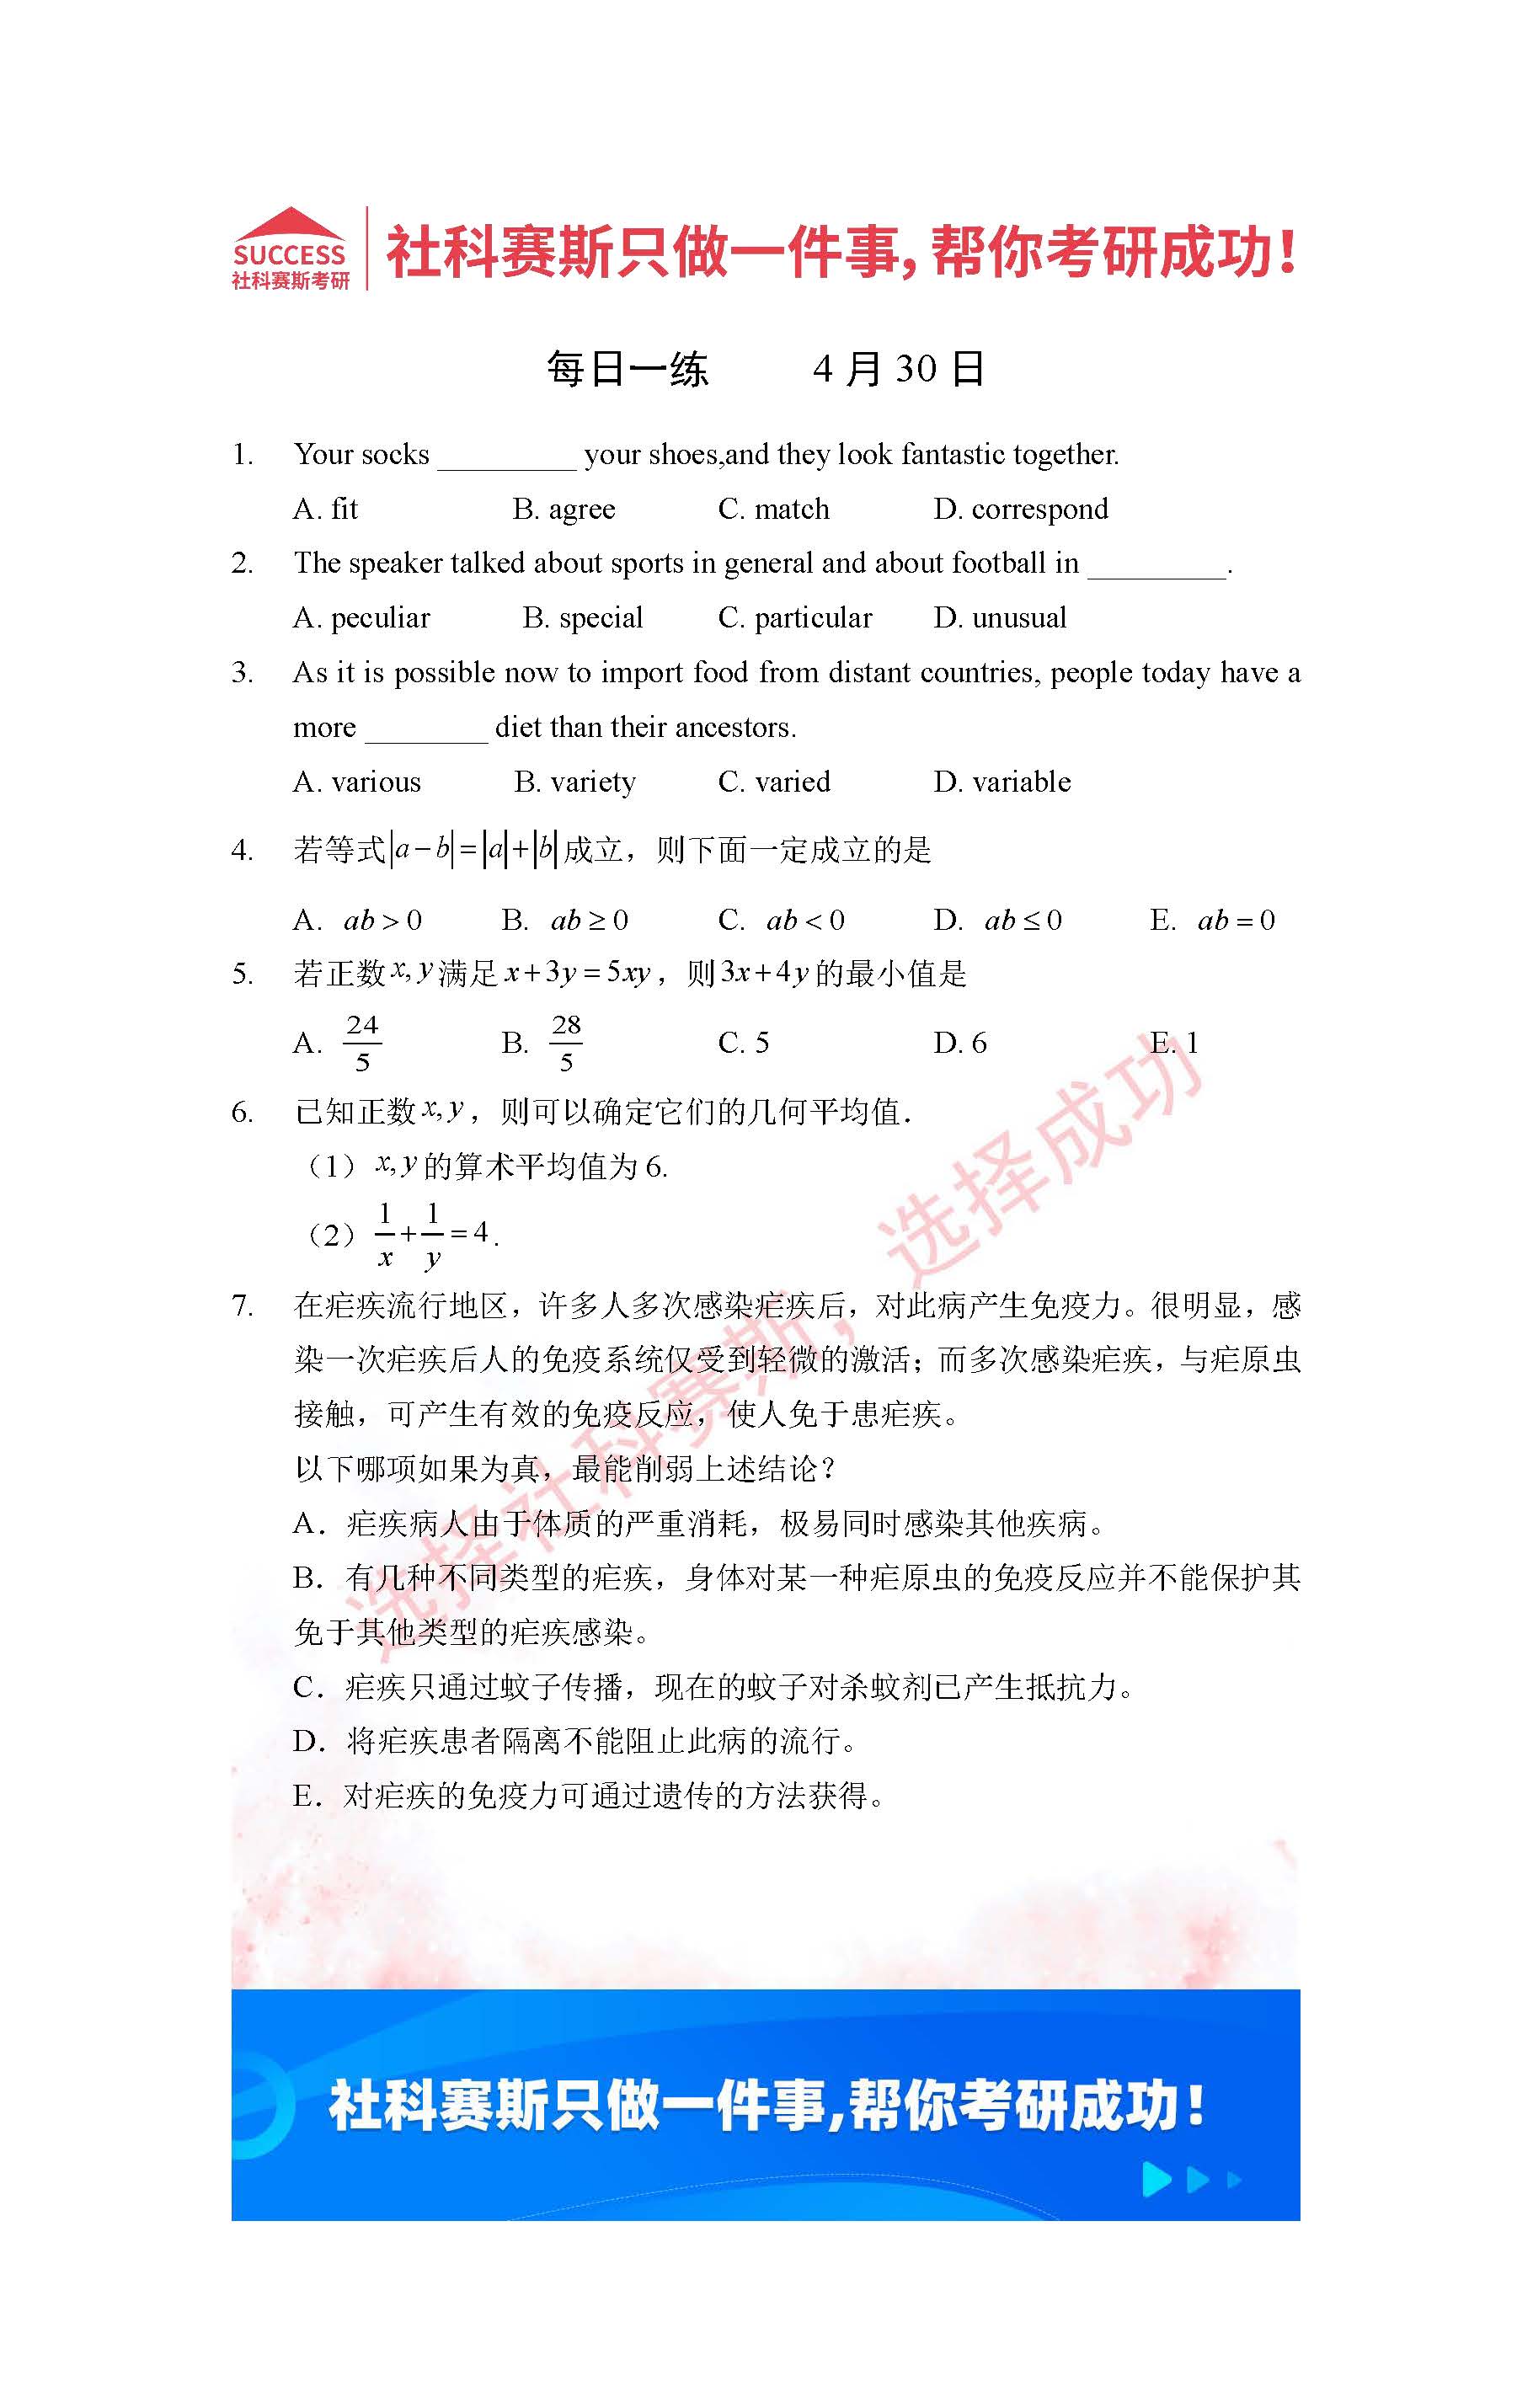 SUCCESS
社科赛斯考研
社科赛斯只做一件事，帮你考研成功！
每日一练 4 月 30 日
1. Your socks _________ your shoes,and they look fantastic together.
A. fit B. agree C. match D. correspond
2. The speaker talked about sports in general and about football in _________.
A. peculiar B. special C. particular D. unusual
3. As it is possible now to import food from distant countries, people today have a
more ________ diet than their ancestors.
A. various B. variety C. varied D. variable
4. 若等式|a−b|=|a|+|b|成立，则下面一定成立的是
A. ab>0 B. ab≥0 C. ab<0 D. ab≤0 E. ab=0
5. 若正数 x, y 满足 x+3y=5xy，则 3x+4y 的最小值是
A. 24/5 B. 28/5 C. 5 D. 6 E. 1
6. 已知正数 x, y，则可以确定它们的几何平均值．
（1）x, y 的算术平均值为 6.
（2）1/x+1/y=4.
7. 在疟疾流行地区，许多人多次感染疟疾后，对此病产生免疫力。很明显，感
染一次疟疾后人的免疫系统仅受到轻微的激活；而多次感染疟疾，与疟原虫
接触，可产生有效的免疫反应，使人免于患疟疾。
以下哪项如果为真，最能削弱上述结论？
A．疟疾病人由于体质的严重消耗，极易同时感染其他疾病。
B．有几种不同类型的疟疾，身体对某一种疟原虫的免疫反应并不能保护其
免于其他类型的疟疾感染。
C．疟疾只通过蚊子传播，现在的蚊子对杀蚊剂已产生抵抗力。
D．将疟疾患者隔离不能阻止此病的流行。
E．对疟疾的免疫力可通过遗传的方法获得。
选择社科赛斯，选择成功
社科赛斯只做一件事,帮你考研成功！